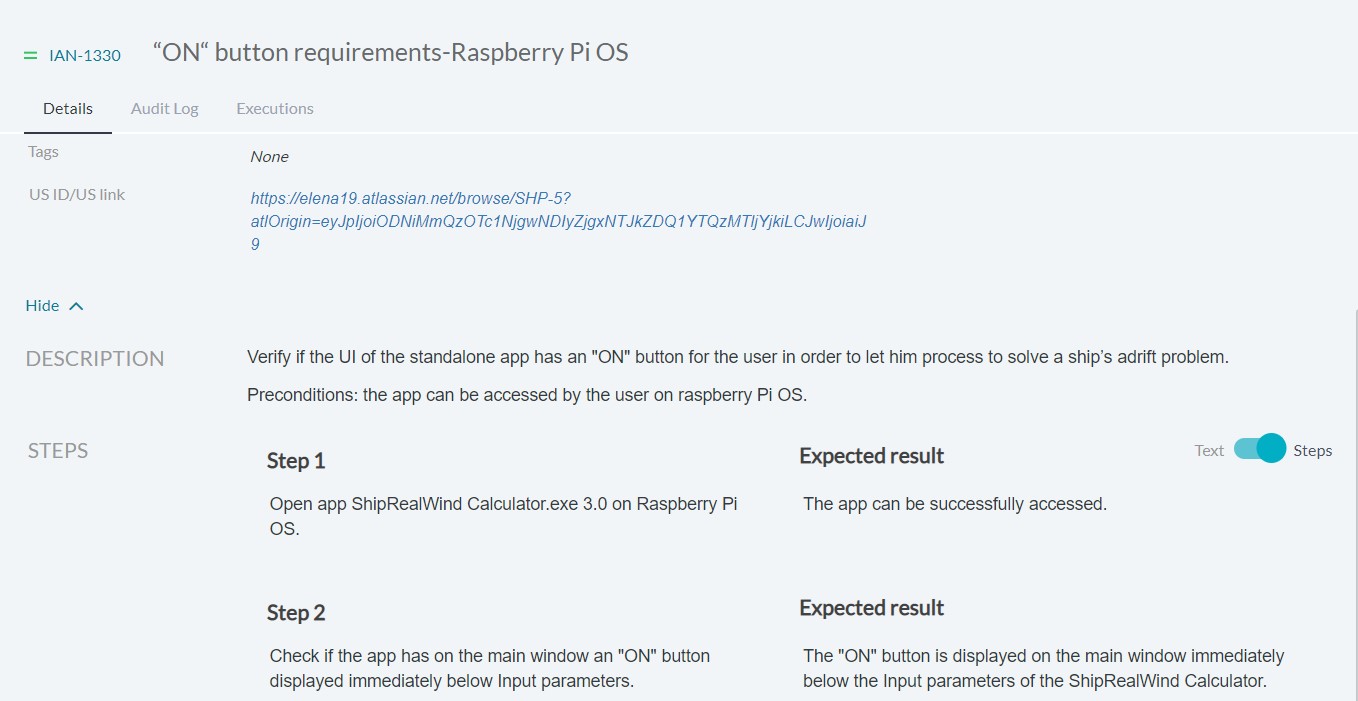 IAN-1330 “ON“ button requirements-Raspberry Pi OS
Details Audit Log Executions
Tags None
US ID/US link https://elena19.atlassian.net/browse/SHP-5?
atlOrigin=eyJpIjoiODNiMmQzOTc1NjgwNDIyZjgxNTJkZDQ1YTQzMTljYjkiLCJwIjoiaiJ
9
Hide
DESCRIPTION Verify if the UI of the standalone app has an "ON" button for the user in order to let him process to solve a ship’s adrift problem.
Preconditions: the app can be accessed by the user on raspberry Pi OS.
STEPS
Text Steps
Step 1
Open app ShipRealWind Calculator.exe 3.0 on Raspberry Pi
OS.
Expected result
The app can be successfully accessed.
Step 2
Check if the app has on the main window an "ON" button
displayed immediately below Input parameters.
Expected result
The "ON" button is displayed on the main window immediately
below the Input parameters of the ShipRealWind Calculator.